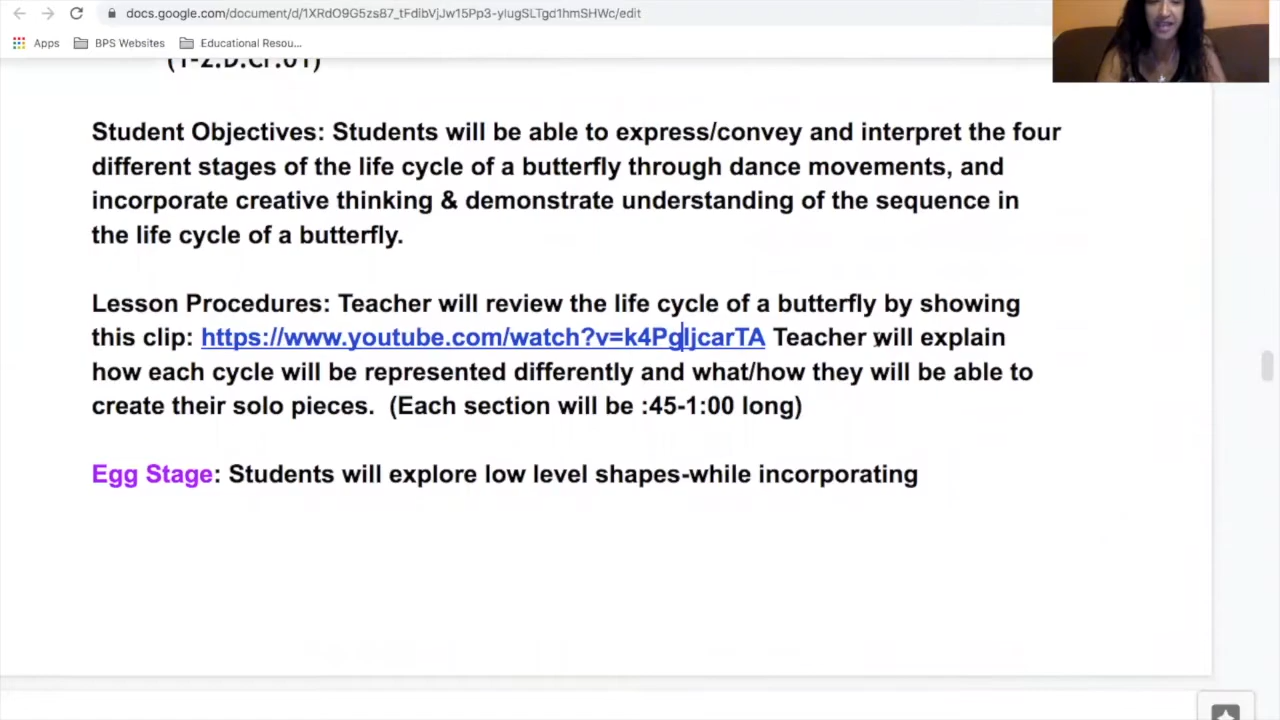 docs.google.com/document/d/1XRdO9G5zs87_tFdlbVjJw15Pp3-yIugSLTgd1hmSHWc/edit
Apps BPS Websites Educational Resou...
(1-2.D.Cr.01)
Student Objectives: Students will be able to express/convey and interpret the four
different stages of the life cycle of a butterfly through dance movements, and
incorporate creative thinking & demonstrate understanding of the sequence in
the life cycle of a butterfly.
Lesson Procedures: Teacher will review the life cycle of a butterfly by showing
this clip: https://www.youtube.com/watch?v=k4PgIjcarTA Teacher will explain
how each cycle will be represented differently and what/how they will be able to
create their solo pieces. (Each section will be :45-1:00 long)
Egg Stage: Students will explore low level shapes-while incorporating